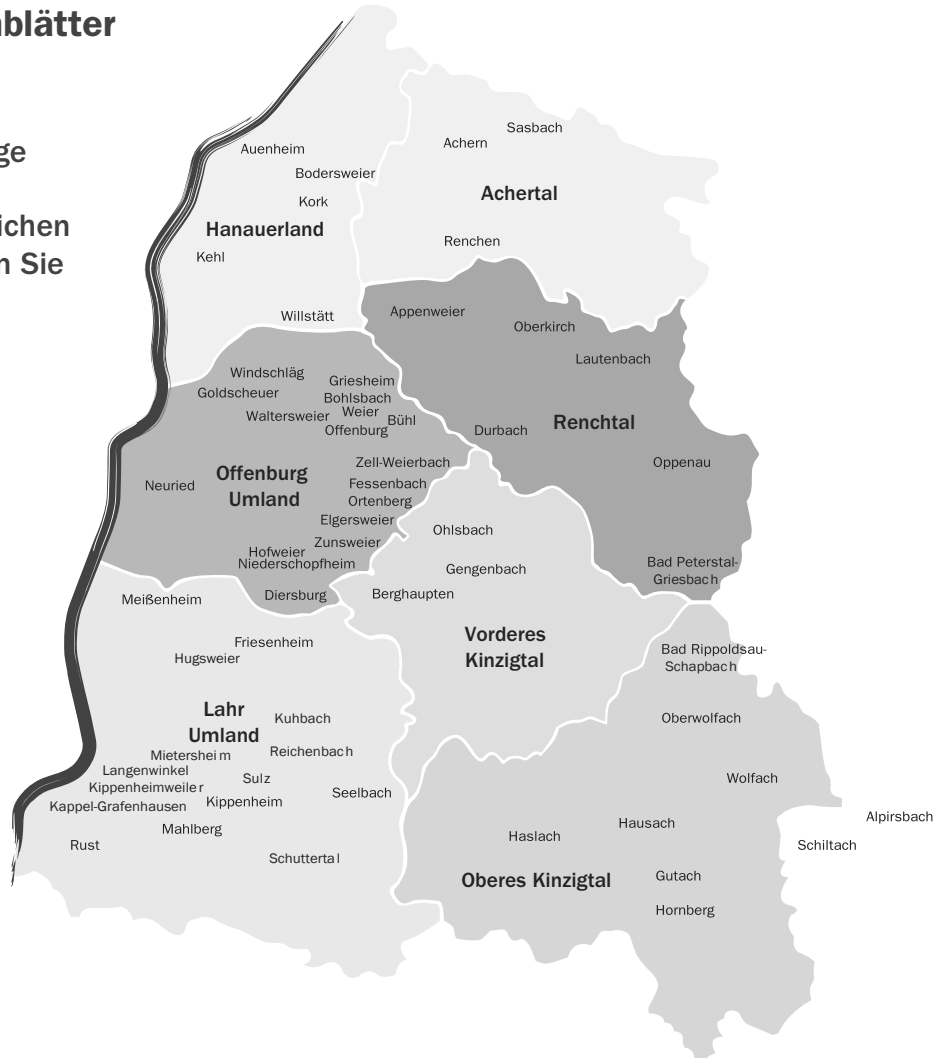 blätter
ge
ichen
n Sie
Sasbach
Achern
Auenheim
Bodersweier
Achertal
Kork
Hanauerland
Renchen
Kehl
Willstätt
Appenweier
Oberkirch
Lautenbach
Windschläg
Griesheim
Goldscheuer
Bohlsbach
Waltersweier
Weier
Bühl
Offenburg
Durbach
Renchtal
Zell-Weierbach
Oppenau
Offenburg
Umland
Neuried
Fessenbach
Ortenberg
Elgersweier
Ohlsbach
Zunsweier
Hofweier
Niederschopfheim
Gengenbach
Bad Peterstal-
Griesbach
Diersburg
Berghaupten
Meißenheim
Vorderes
Kinzigtal
Friesenheim
Hugsweier
Bad Rippoldsau-
Schapbach
Lahr
Umland
Kuhbach
Oberwolfach
Reichenbach
Mietersheim
Langenwinkel
Sulz
Wolfach
Kippenheimweiler
Seelbach
Kappel-Grafenhausen
Kippenheim
Alpirsbach
Mahlberg
Hausach
Haslach
Rust
Schiltach
Schuttertal
Oberes Kinzigtal
Gutach
Hornberg